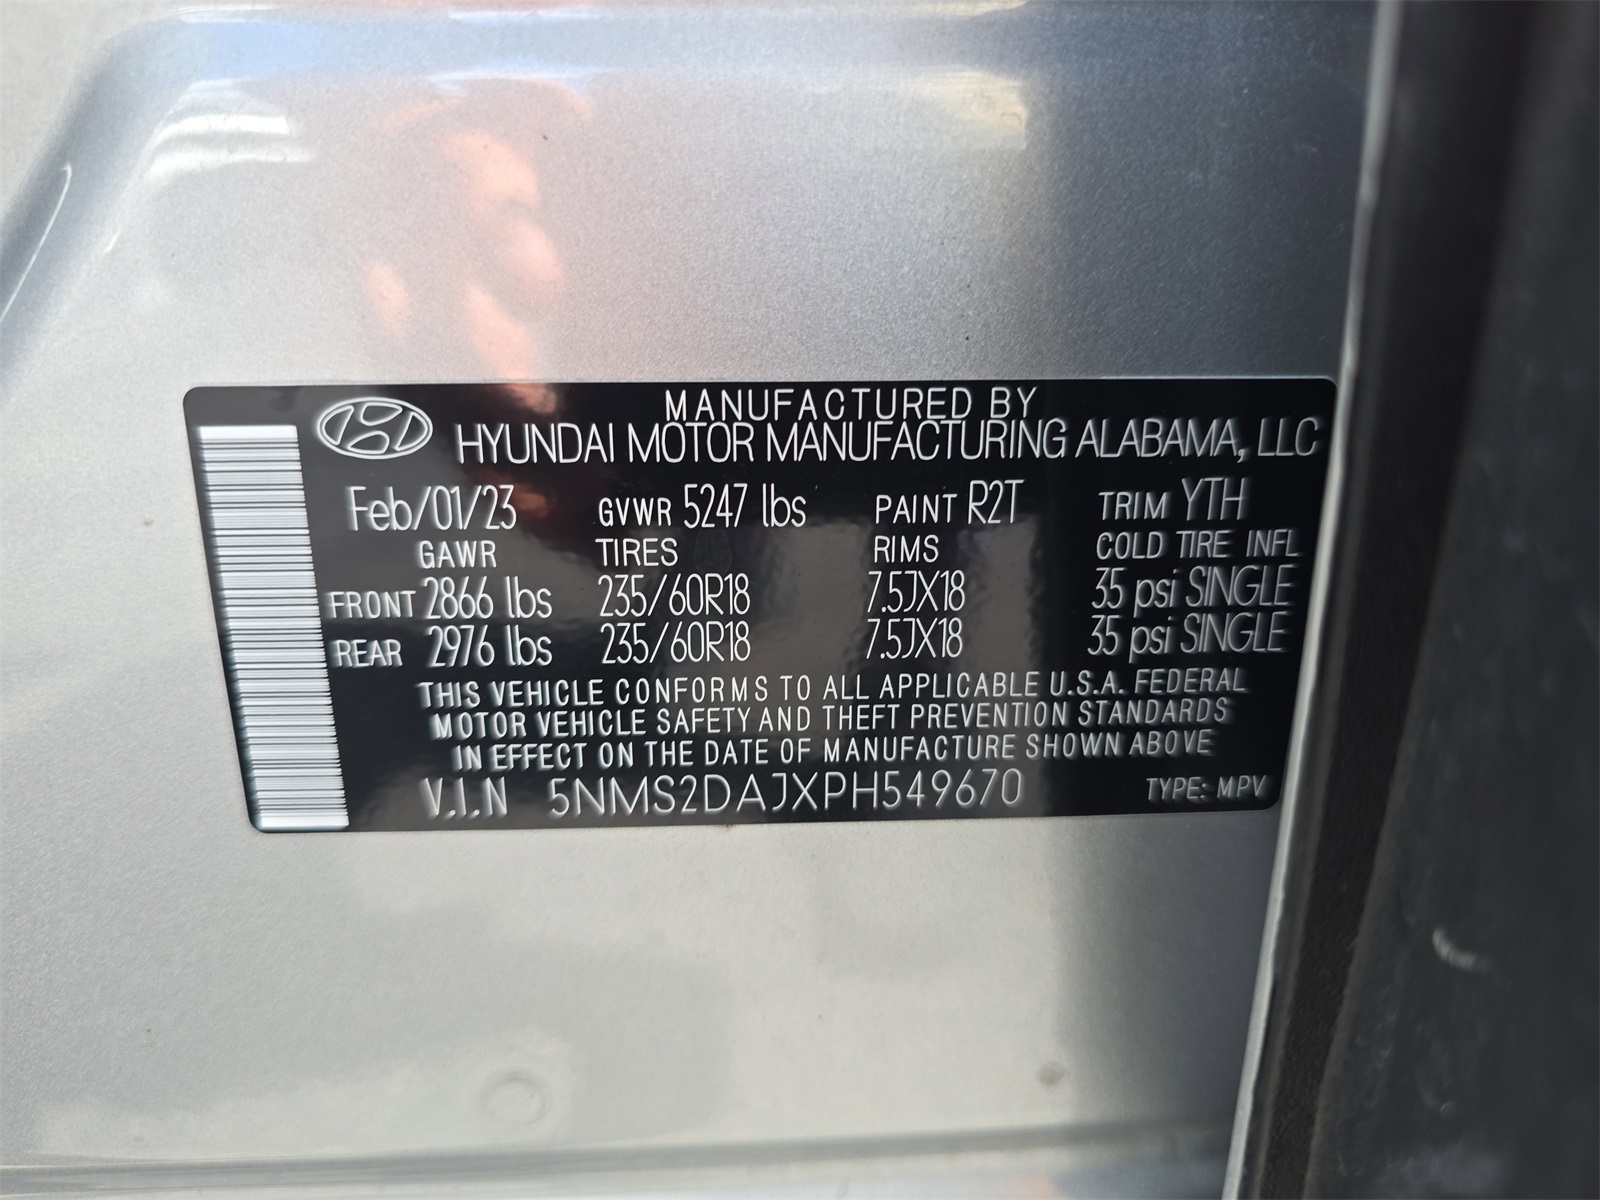 MANUFACTURED BY
HYUNDAI MOTOR MANUFACTURING ALABAMA, LLC
Feb/01/23 GVWR 5247 lbs PAINT R2T TRIM YTH
GAWR TIRES RIMS COLD TIRE INFL
FRONT 2866 lbs 235/60R18 7.5JX18 35 psi SINGLE
REAR 2976 lbs 235/60R18 7.5JX18 35 psi SINGLE
THIS VEHICLE CONFORMS TO ALL APPLICABLE U.S.A. FEDERAL
MOTOR VEHICLE SAFETY AND THEFT PREVENTION STANDARDS
IN EFFECT ON THE DATE OF MANUFACTURE SHOWN ABOVE
V.I.N 5NMS2DAJXPH549670 TYPE: MPV